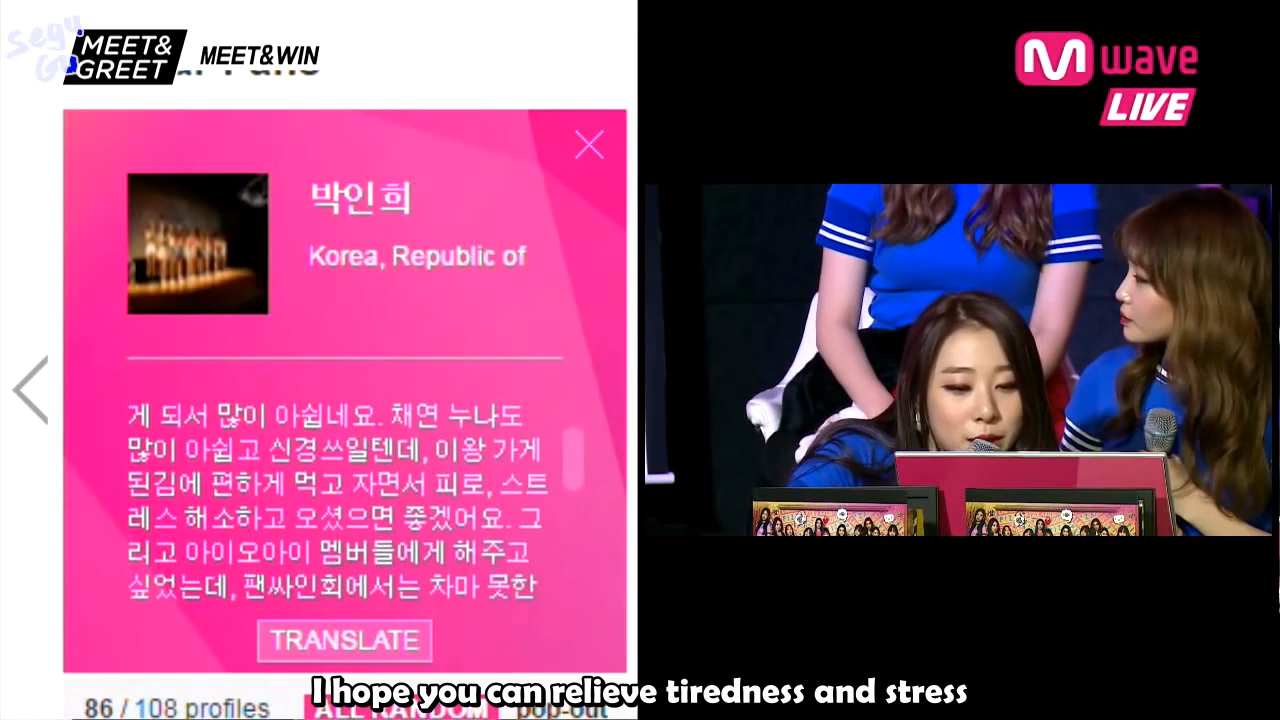 Segu
Gu
MEET&
GREET
MEET&WIN
M wave
LIVE
박인희
Korea, Republic of
게 되서 많이 아쉽네요. 채연 누나도
많이 아쉽고 신경쓰일텐데, 이왕 가게
된김에 편하게 먹고 자면서 피로, 스트
레스 해소하고 오셨으면 좋겠어요. 그
리고 아이오아이 멤버들에게 해주고
싶었는데, 팬싸인회에서는 차마 못한
TRANSLATE
86 / 108 profiles
ALL RANDOM
pop-out
I hope you can relieve tiredness and stress